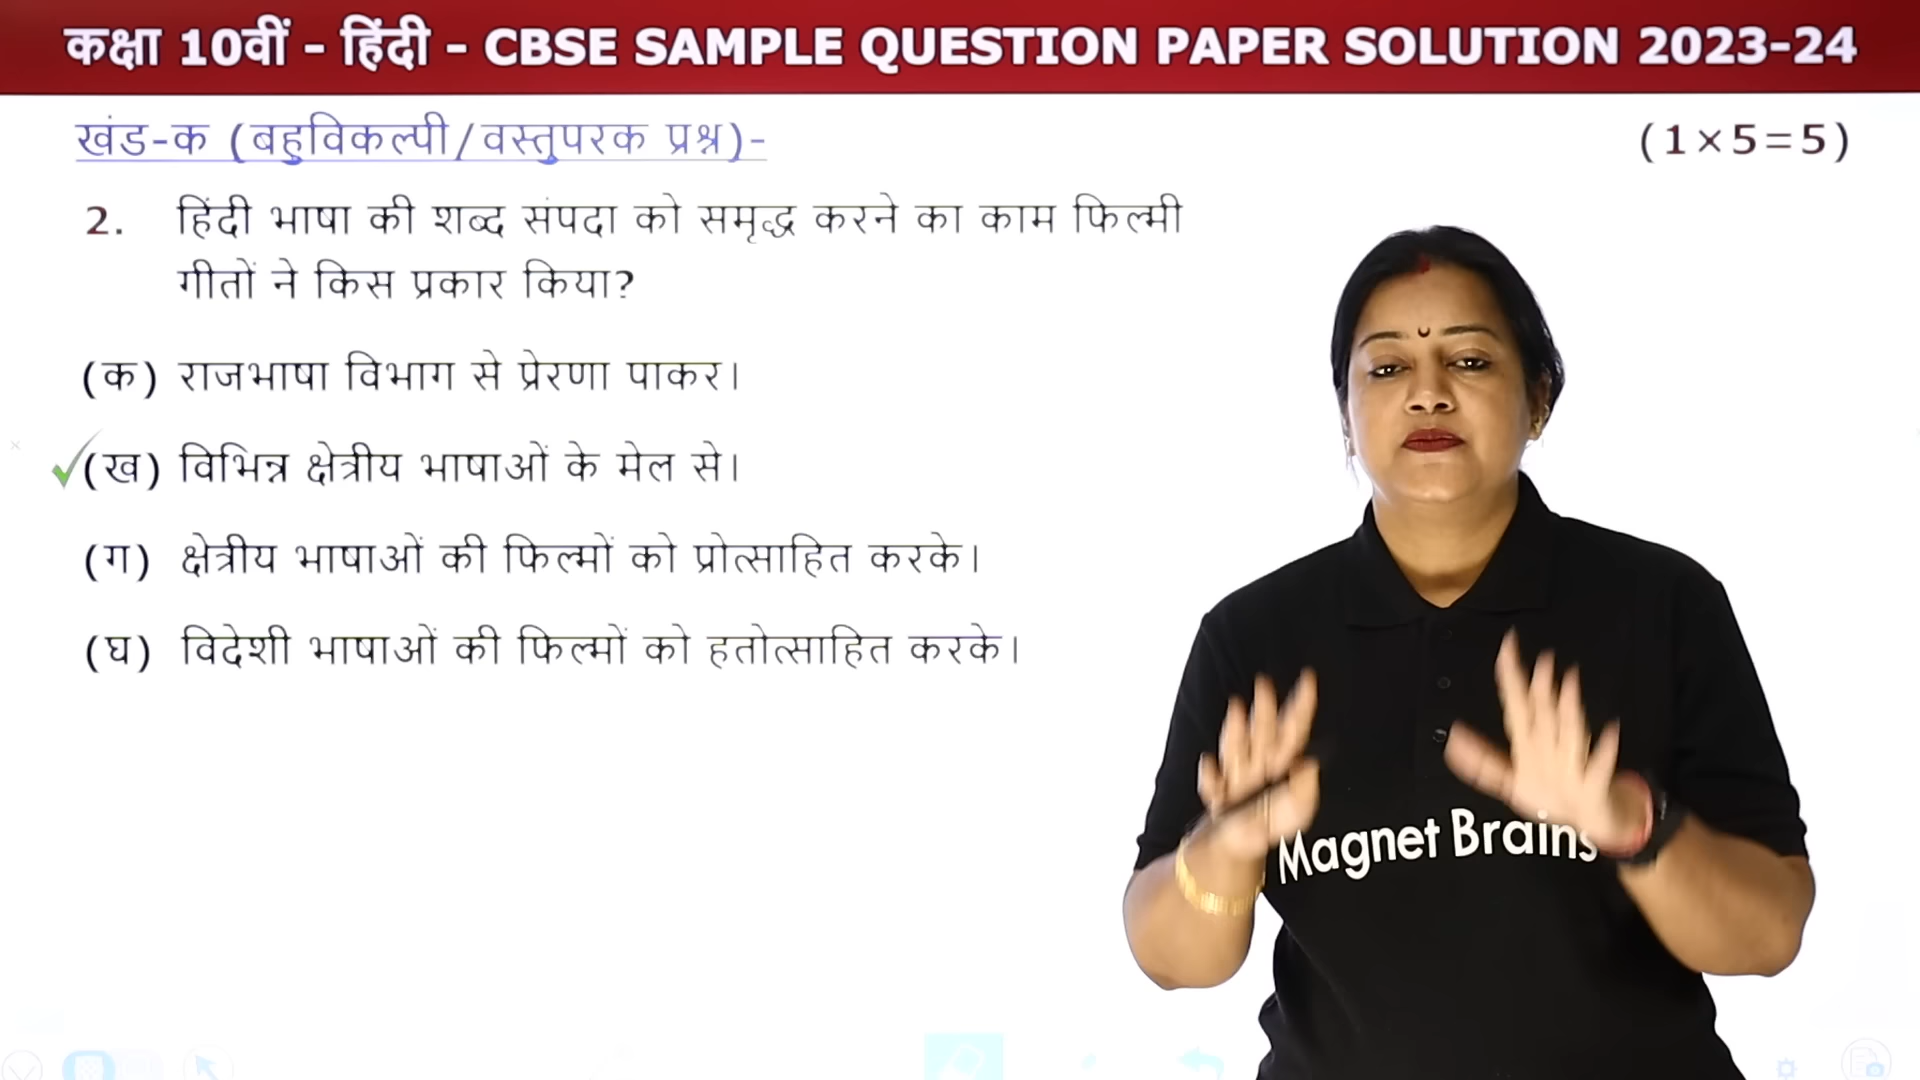 कक्षा 10वीं - हिंदी - CBSE SAMPLE QUESTION PAPER SOLUTION 2023-24
खंड-क (बहुविकल्पी/वस्तुपरक प्रश्न)- (1×5=5)
2. हिंदी भाषा की शब्द संपदा को समृद्ध करने का काम फिल्मी
गीतों ने किस प्रकार किया?
(क) राजभाषा विभाग से प्रेरणा पाकर।
(ख) विभिन्न क्षेत्रीय भाषाओं के मेल से।
(ग) क्षेत्रीय भाषाओं की फिल्मों को प्रोत्साहित करके।
(घ) विदेशी भाषाओं की फिल्मों को हतोत्साहित करके।
Magnet Brains